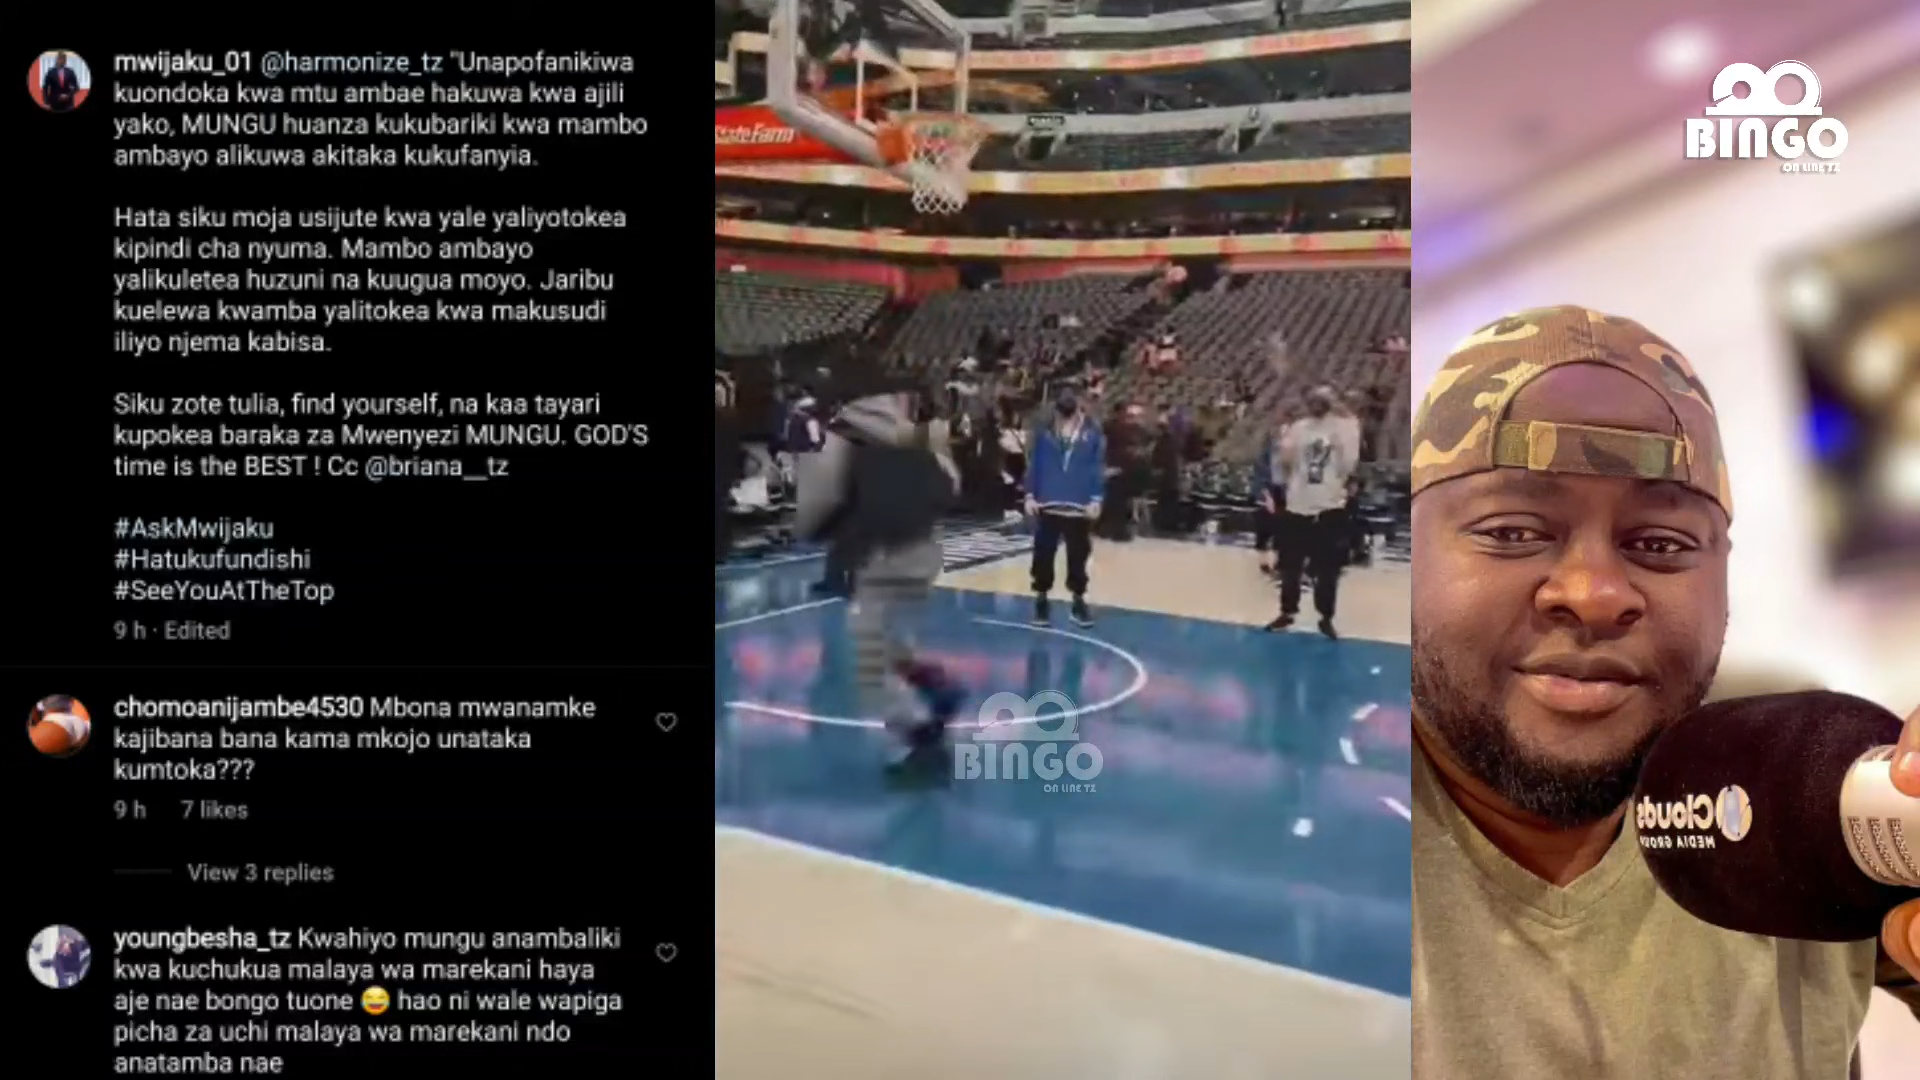 mwijaku_01 @harmonize_tz "Unapofanikiwa
kuondoka kwa mtu ambae hakuwa kwa ajili
yako, MUNGU huanza kukubariki kwa mambo
ambayo alikuwa akitaka kukufanyia.
Hata siku moja usijute kwa yale yaliyotokea
kipindi cha nyuma. Mambo ambayo
yalikuletea huzuni na kuugua moyo. Jaribu
kuelewa kwamba yalitokea kwa makusudi
iliyo njema kabisa.
Siku zote tulia, find yourself, na kaa tayari
kupokea baraka za Mwenyezi MUNGU. GOD'S
time is the BEST ! Cc @briana__tz
#AskMwijaku
#Hatukufundishi
#SeeYouAtTheTop
9 h · Edited
chomoanijambe4530 Mbona mwanamke
kajibana bana kama mkojo unataka
kumtoka???
9 h 7 likes
View 3 replies
youngbesha_tz Kwahiyo mungu anambaliki
kwa kuchukua malaya wa marekani haya
aje nae bongo tuone 😂 hao ni wale wapiga
picha za uchi malaya wa marekani ndo
anatamba nae
StateFarm
BINGO
ON LINE TZ
BINGO
ON LINE TZ
Clouds
MEDIA GROUP